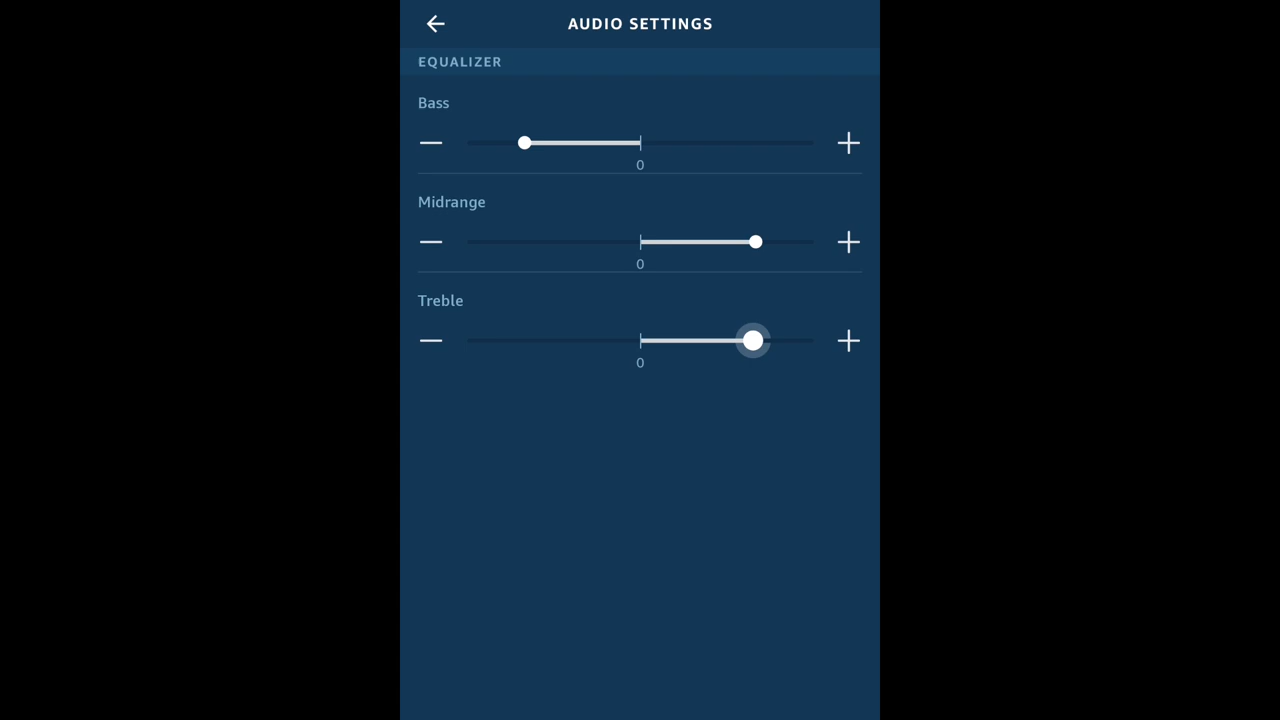 AUDIO SETTINGS
EQUALIZER
Bass
0
Midrange
0
Treble
0